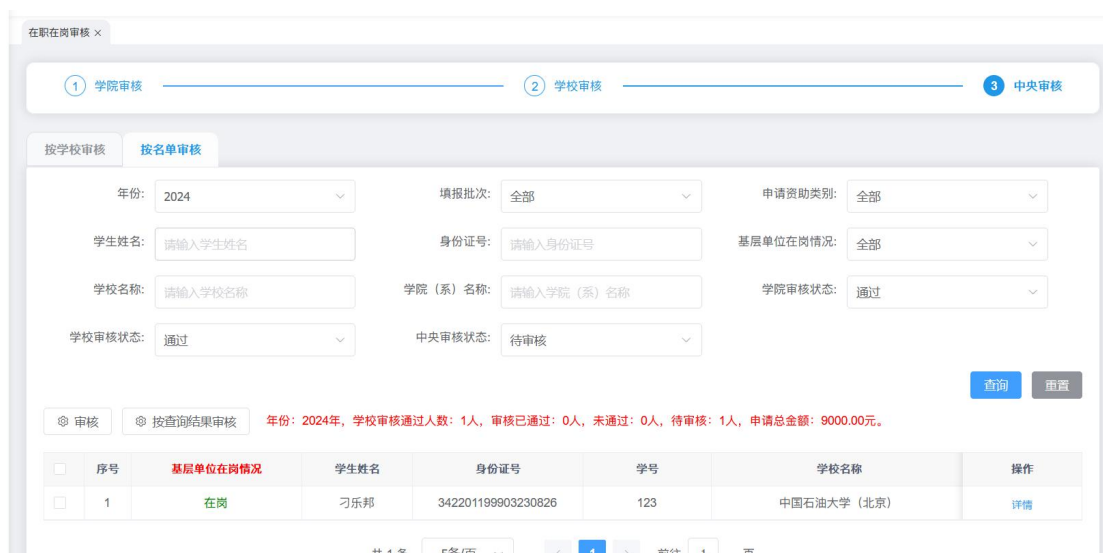 在职在岗审核 ×
1 学院审核 2 学校审核 3 中央审核
按学校审核 按名单审核
年份: 2024 填报批次: 全部 申请资助类别: 全部
学生姓名: 请输入学生姓名 身份证号: 请输入身份证号 基层单位在岗情况: 全部
学校名称: 请输入学校名称 学院（系）名称: 请输入学院（系）名称 学院审核状态: 通过
学校审核状态: 通过 中央审核状态: 待审核
查询 重置
审核 按查询结果审核 年份：2024年，学校审核通过人数：1人，审核已通过：0人，未通过：0人，待审核：1人，申请总金额：9000.00元。
序号 基层单位在岗情况 学生姓名 身份证号 学号 学校名称 操作
1 在岗 刁乐邦 342201199903230826 123 中国石油大学（北京） 详情
共 1 条 5条/页 < 1 > 前往 1 页